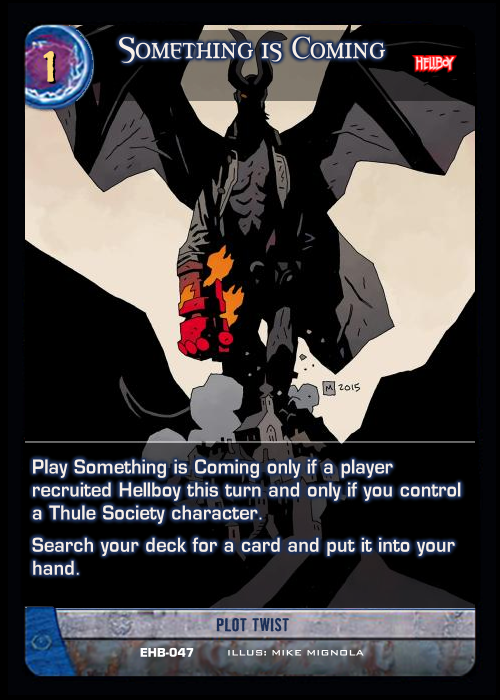 1
Something is Coming
HELLBOY
M 2015
Play Something is Coming only if a player
recruited Hellboy this turn and only if you control
a Thule Society character.
Search your deck for a card and put it into your
hand.
PLOT TWIST
EHB-047 ILLUS: MIKE MIGNOLA